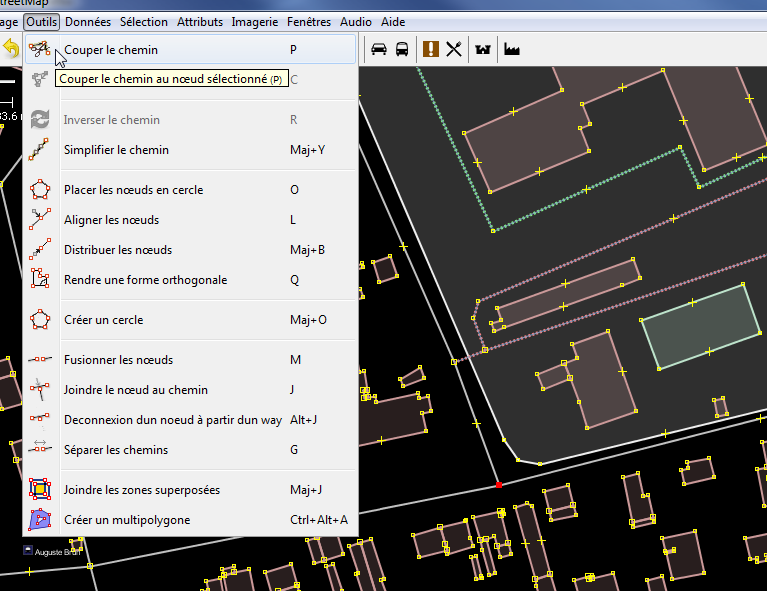 treetMap
age Outils Données Sélection Attributs Imagerie Fenêtres Audio Aide
Couper le chemin P
Couper le chemin au nœud sélectionné (P) C
33.6
Inverser le chemin R
Simplifier le chemin Maj+Y
Placer les nœuds en cercle O
Aligner les nœuds L
Distribuer les nœuds Maj+B
Rendre une forme orthogonale Q
Créer un cercle Maj+O
Fusionner les nœuds M
Joindre le nœud au chemin J
Deconnexion dun noeud à partir dun way Alt+J
Séparer les chemins G
Joindre les zones superposées Maj+J
Créer un multipolygone Ctrl+Alt+A
Auguste Brun